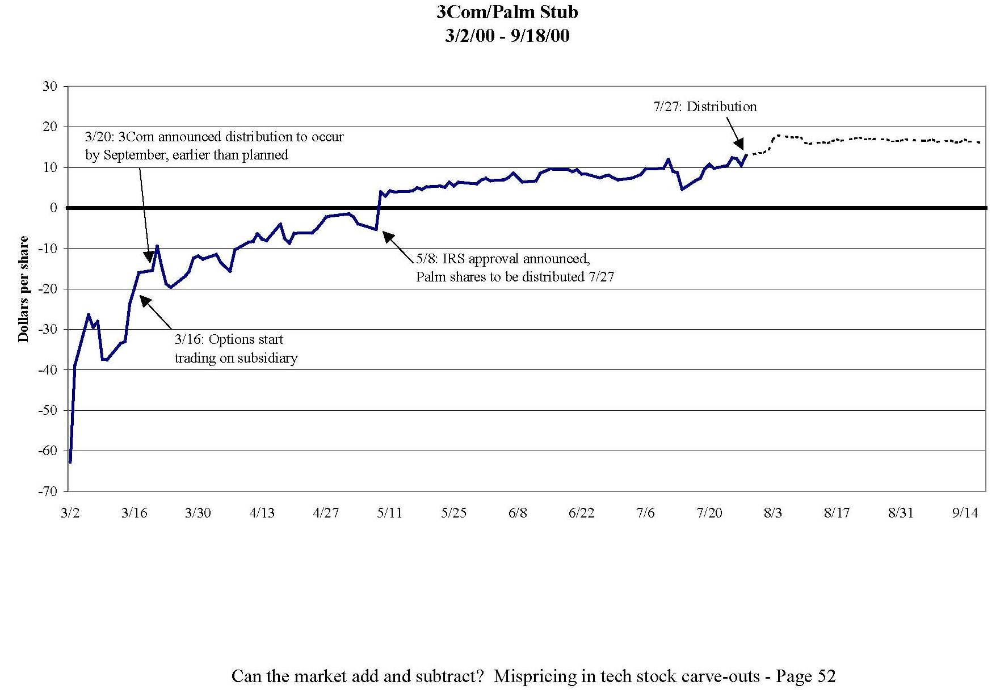 3Com/Palm Stub
3/2/00 - 9/18/00
30
20
10
0
-10
-20
-30
-40
-50
-60
-70
Dollars per share
3/20: 3Com announced distribution to occur
by September, earlier than planned
7/27: Distribution
5/8: IRS approval announced,
Palm shares to be distributed 7/27
3/16: Options start
trading on subsidiary
3/2 3/16 3/30 4/13 4/27 5/11 5/25 6/8 6/22 7/6 7/20 8/3 8/17 8/31 9/14
Can the market add and subtract?  Mispricing in tech stock carve-outs - Page 52